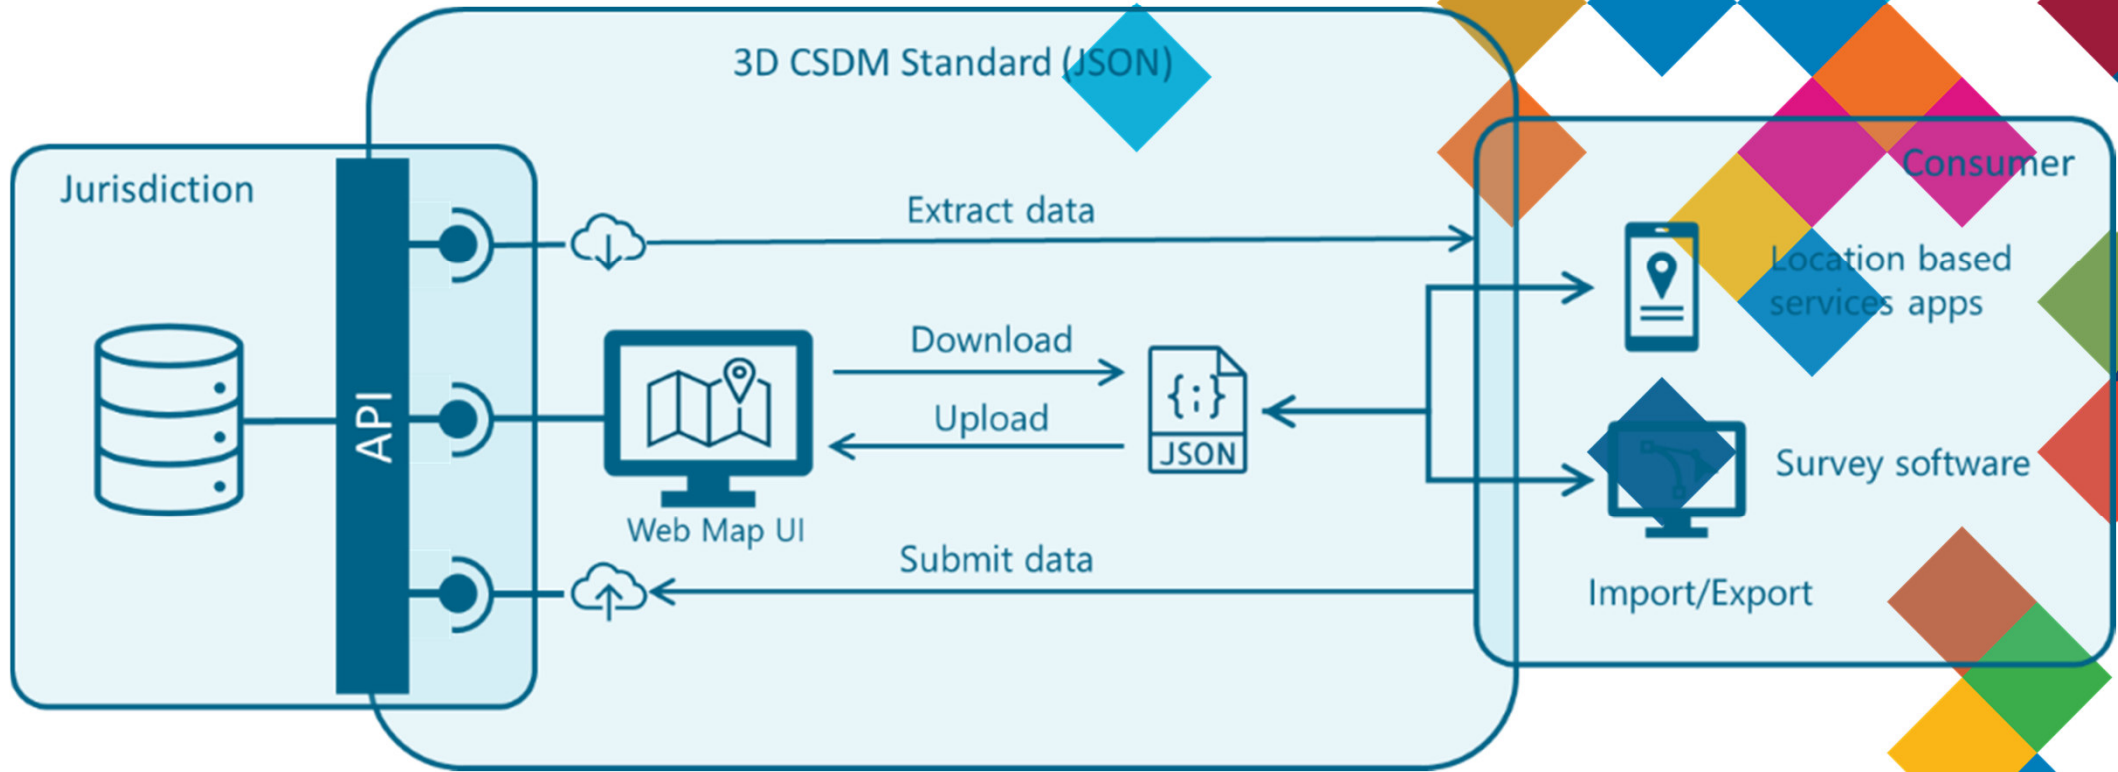 3D CSDM Standard (JSON)
Jurisdiction
Consumer
Extract data
Location based
services apps
Download
API
{;}
Upload
JSON
Survey software
Web Map UI
Submit data
Import/Export